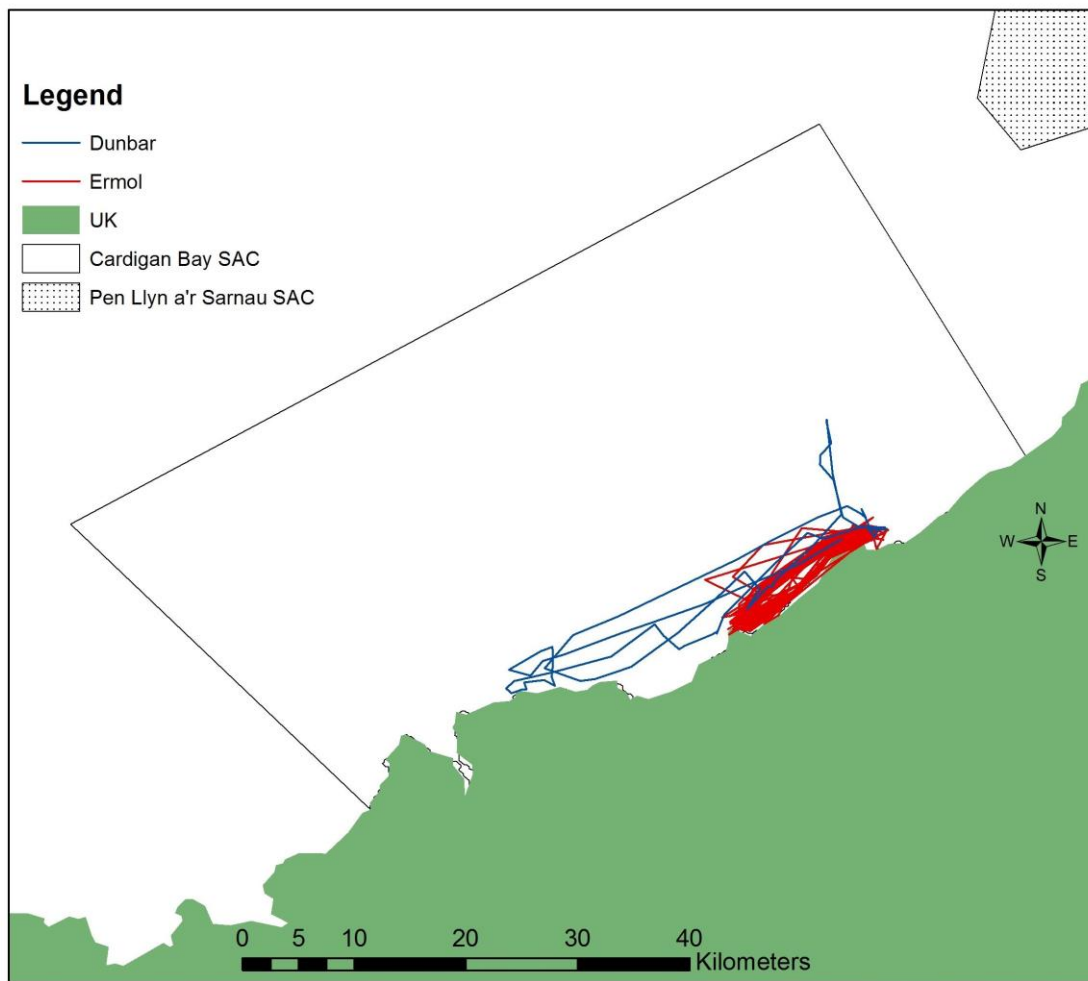 Legend
Dunbar
Ermol
UK
Cardigan Bay SAC
Pen Llyn a'r Sarnau SAC
N
W E
S
0 5 10 20 30 40
Kilometers